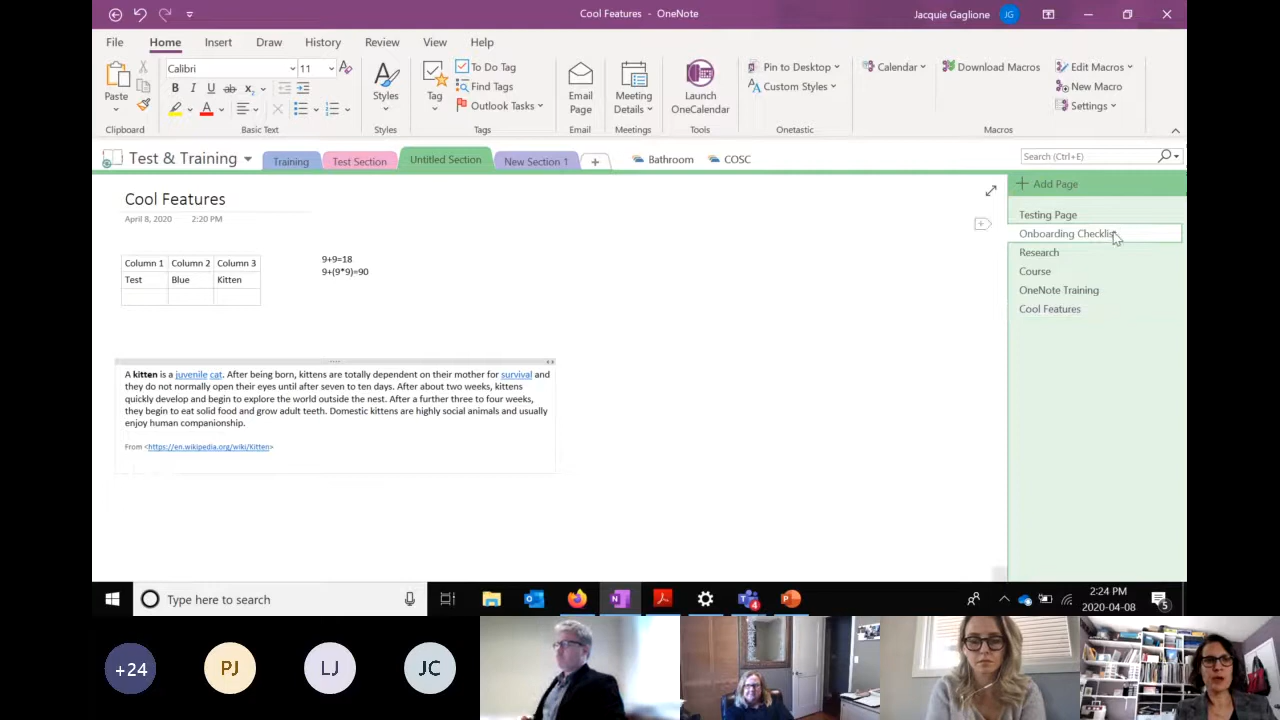 Cool Features - OneNote
Jacquie Gaglione
JG
File Home Insert Draw History Review View Help
Calibri 11
To Do Tag
Find Tags
Outlook Tasks
Pin to Desktop
Custom Styles
Calendar
Download Macros
Edit Macros
New Macro
Settings
Paste
Styles
Tag
Email Page
Meeting Details
Launch OneCalendar
Clipboard Basic Text Styles Tags Email Meetings Tools Onetastic Macros
Test & Training
Training Test Section Untitled Section New Section 1
Bathroom COSC
Search (Ctrl+E)
Cool Features
April 8, 2020 2:20 PM
Column 1 Column 2 Column 3
Test Blue Kitten
9+9=18
9+(9*9)=90
A kitten is a juvenile cat. After being born, kittens are totally dependent on their mother for survival and
they do not normally open their eyes until after seven to ten days. After about two weeks, kittens
quickly develop and begin to explore the world outside the nest. After a further three to four weeks,
they begin to eat solid food and grow adult teeth. Domestic kittens are highly social animals and usually
enjoy human companionship.
From <https://en.wikipedia.org/wiki/Kitten>
Add Page
Testing Page
Onboarding Checklist
Research
Course
OneNote Training
Cool Features
Type here to search
4
2:24 PM
2020-04-08
5
+24
PJ
LJ
JC